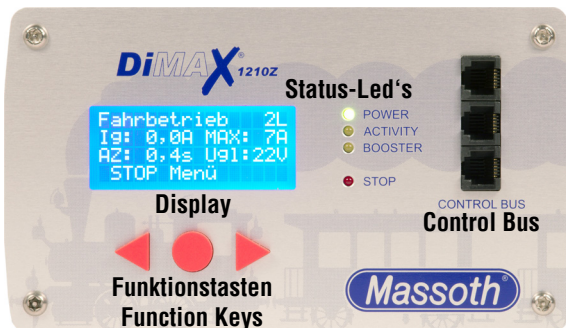 DiMAX® 1210Z
Status-Led‘s
POWER
ACTIVITY
BOOSTER
STOP
Fahrbetrieb 2L
Ig: 0,0A MAX: 7A
AZ: 0,4s Ugl:22V
STOP Menü
Display
CONTROL BUS
Control Bus
Funktionstasten
Function Keys
Massoth®